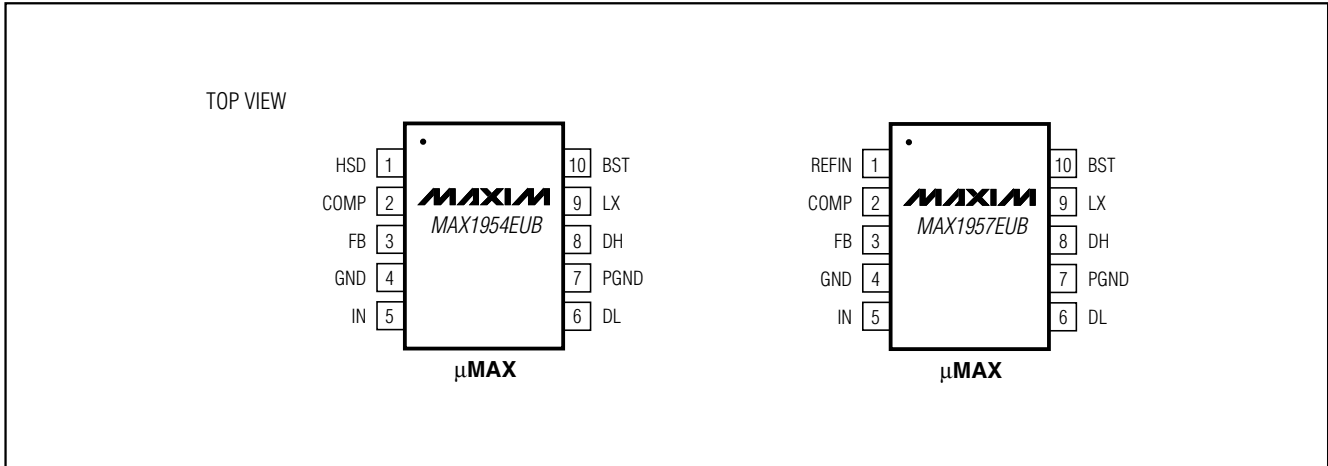 TOP VIEW
HSD 1
COMP 2
FB 3
GND 4
IN 5
MAXIM
MAX1954EUB
10 BST
9 LX
8 DH
7 PGND
6 DL
µMAX
REFIN 1
COMP 2
FB 3
GND 4
IN 5
MAXIM
MAX1957EUB
10 BST
9 LX
8 DH
7 PGND
6 DL
µMAX